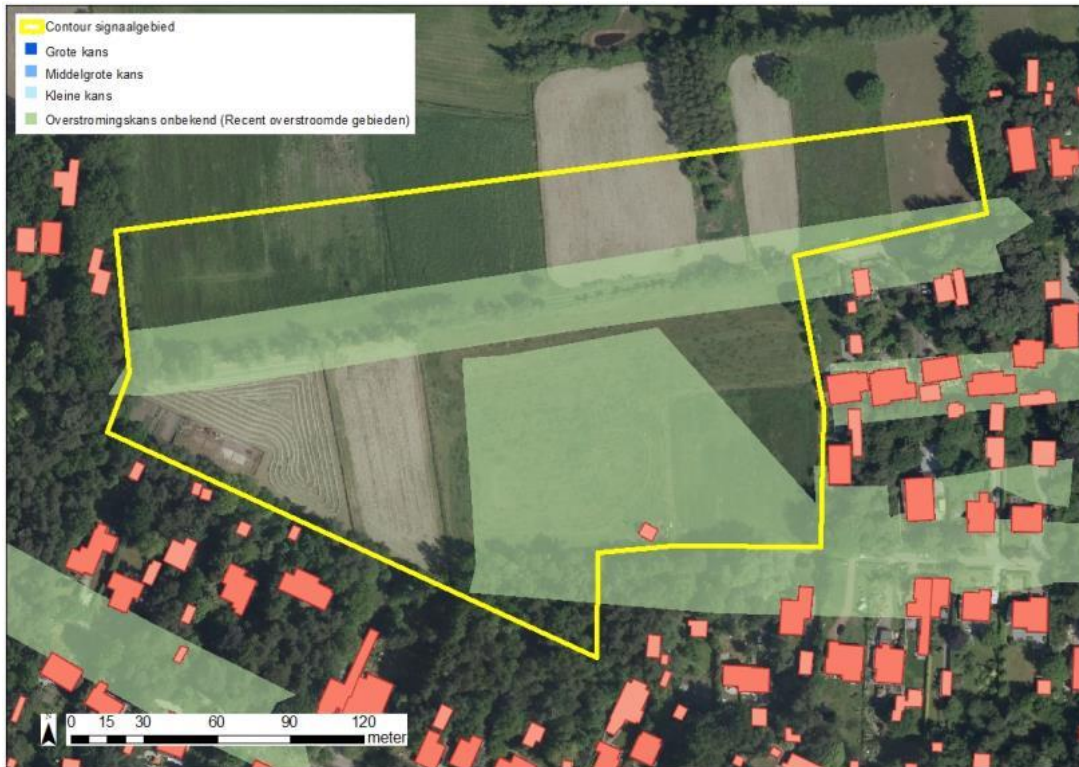 Contour signaalgebied
Grote kans
Middelgrote kans
Kleine kans
Overstromingskans onbekend (Recent overstroomde gebieden)
0 15 30 60 90 120
meter